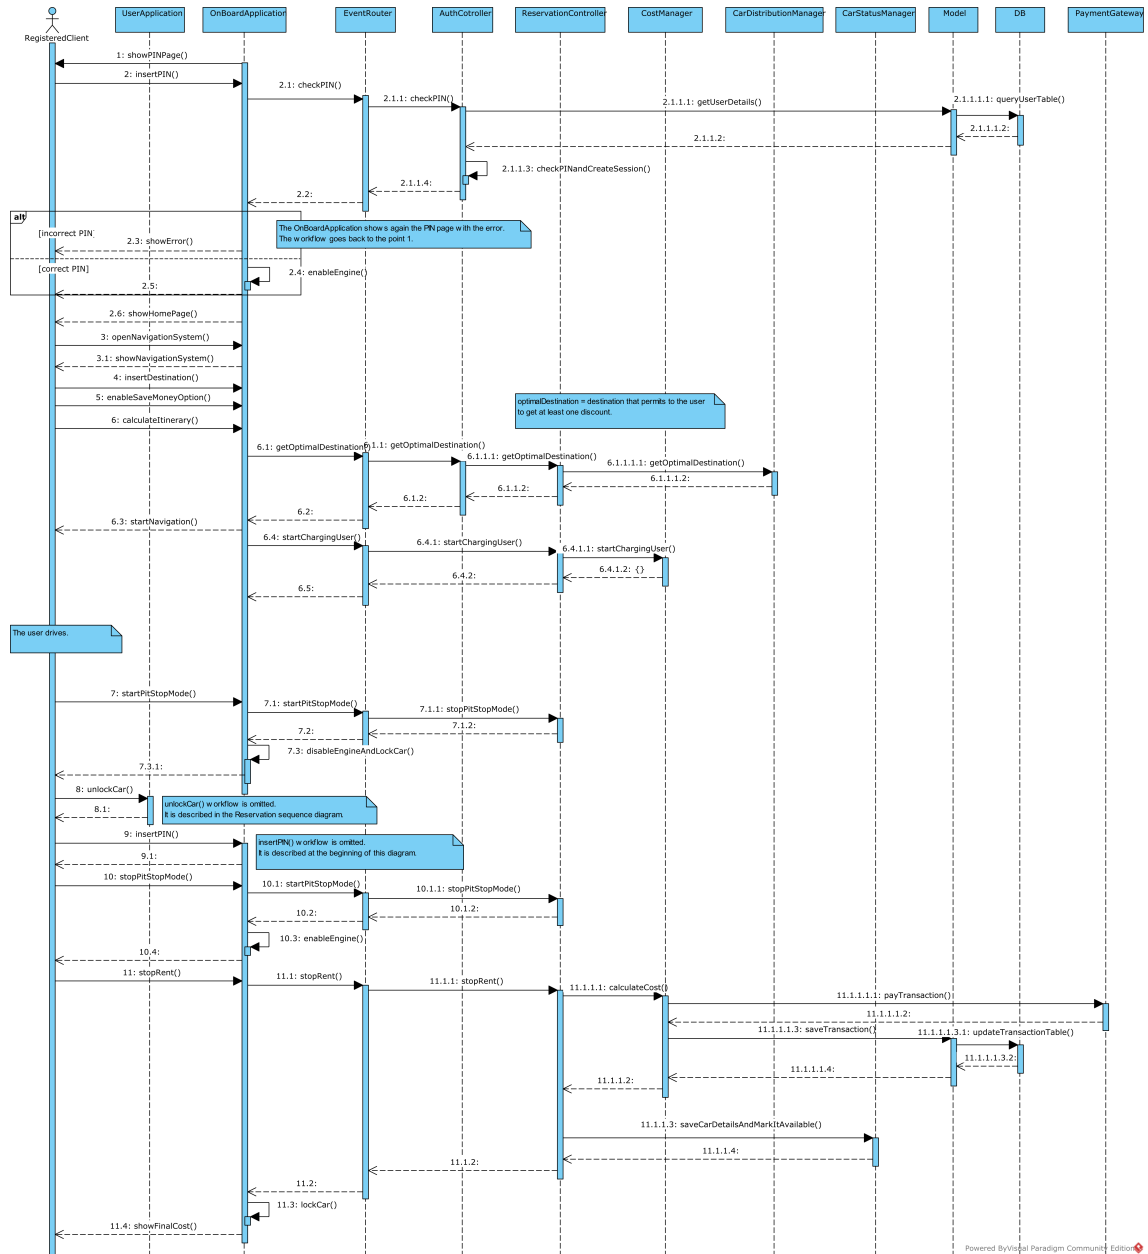 UserApplication
OnBoardApplication
EventRouter
AuthCotroller
ReservationController
CostManager
CarDistributionManager
CarStatusManager
Model
DB
PaymentGateway
RegisteredClient
1: showPINPage()
2: insertPIN()
2.1: checkPIN()
2.1.1: checkPIN()
2.1.1.1: getUserDetails()
2.1.1.1.1: queryUserTable()
2.1.1.1.2:
2.1.1.2:
2.1.1.3: checkPINandCreateSession()
2.1.1.4:
2.2:
alt
[incorrect PIN]
The OnBoardApplication shows again the PIN page with the error.
The workflow goes back to the point 1.
2.3: showError()
[correct PIN]
2.4: enableEngine()
2.5:
2.6: showHomePage()
3: openNavigationSystem()
3.1: showNavigationSystem()
4: insertDestination()
5: enableSaveMoneyOption()
optimalDestination = destination that permits to the user
to get at least one discount.
6: calculateItinerary()
6.1: getOptimalDestination()
6.1.1: getOptimalDestination()
6.1.1.1: getOptimalDestination()
6.1.1.1.1: getOptimalDestination()
6.1.1.1.2:
6.1.1.2:
6.1.2:
6.2:
6.3: startNavigation()
6.4: startChargingUser()
6.4.1: startChargingUser()
6.4.1.1: startChargingUser()
6.4.1.2: {}
6.4.2:
6.5:
The user drives.
7: startPitStopMode()
7.1: startPitStopMode()
7.1.1: stopPitStopMode()
7.1.2:
7.2:
7.3: disableEngineAndLockCar()
7.3.1:
8: unlockCar()
8.1:
unlockCar() workflow is omitted.
It is described in the Reservation sequence diagram.
9: insertPIN()
insertPIN() workflow is omitted.
It is described at the beginning of this diagram.
9.1:
10: stopPitStopMode()
10.1: startPitStopMode()
10.1.1: stopPitStopMode()
10.1.2:
10.2:
10.3: enableEngine()
10.4:
11: stopRent()
11.1: stopRent()
11.1.1: stopRent()
11.1.1.1: calculateCost()
11.1.1.1.1: payTransaction()
11.1.1.1.2:
11.1.1.1.3: saveTransaction()
11.1.1.1.3.1: updateTransactionTable()
11.1.1.1.3.2:
11.1.1.1.4:
11.1.1.2:
11.1.1.3: saveCarDetailsAndMarkItAvailable()
11.1.1.4:
11.1.2:
11.2:
11.3: lockCar()
11.4: showFinalCost()
Powered ByVisual Paradigm Community Edition